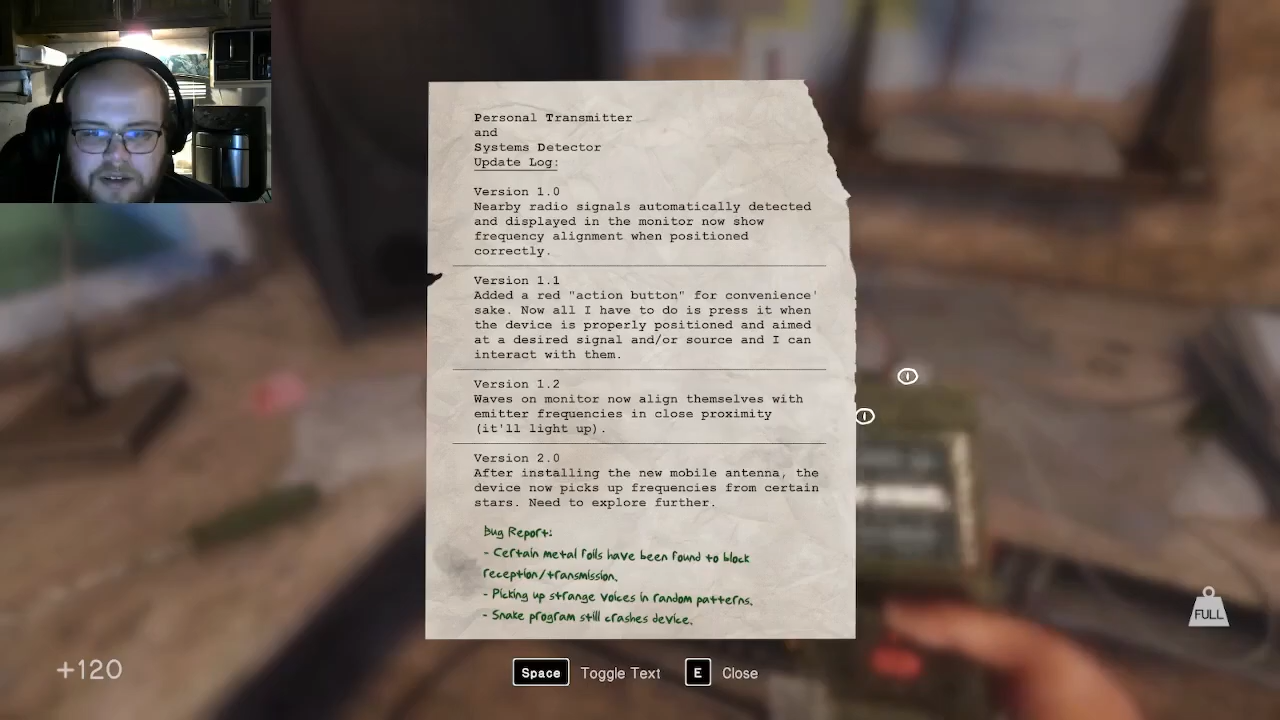 Personal Transmitter
and
Systems Detector
Update Log:
Version 1.0
Nearby radio signals automatically detected
and displayed in the monitor now show
frequency alignment when positioned
correctly.
Version 1.1
Added a red "action button" for convenience'
sake. Now all I have to do is press it when
the device is properly positioned and aimed
at a desired signal and/or source and I can
interact with them.
Version 1.2
Waves on monitor now align themselves with
emitter frequencies in close proximity
(it'll light up).
Version 2.0
After installing the new mobile antenna, the
device now picks up frequencies from certain
stars. Need to explore further.
Bug Report:
- Certain metal foils have been found to block
reception/transmission.
- Picking up strange voices in random patterns.
- Snake program still crashes device.
FULL
+120
Space Toggle Text E Close